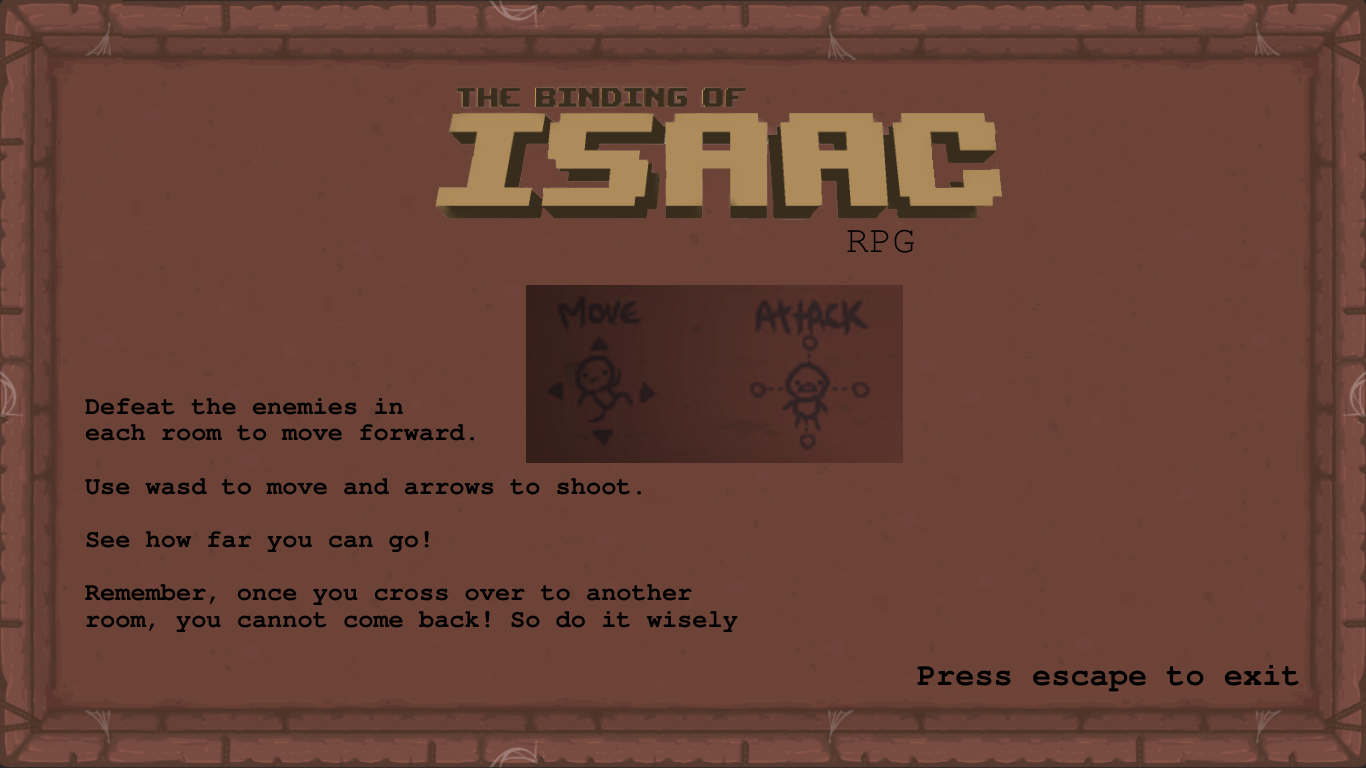 THE BINDING OF
ISAAC
RPG
MOVE
ATTACK
Defeat the enemies in
each room to move forward.
Use wasd to move and arrows to shoot.
See how far you can go!
Remember, once you cross over to another
room, you cannot come back! So do it wisely
Press escape to exit